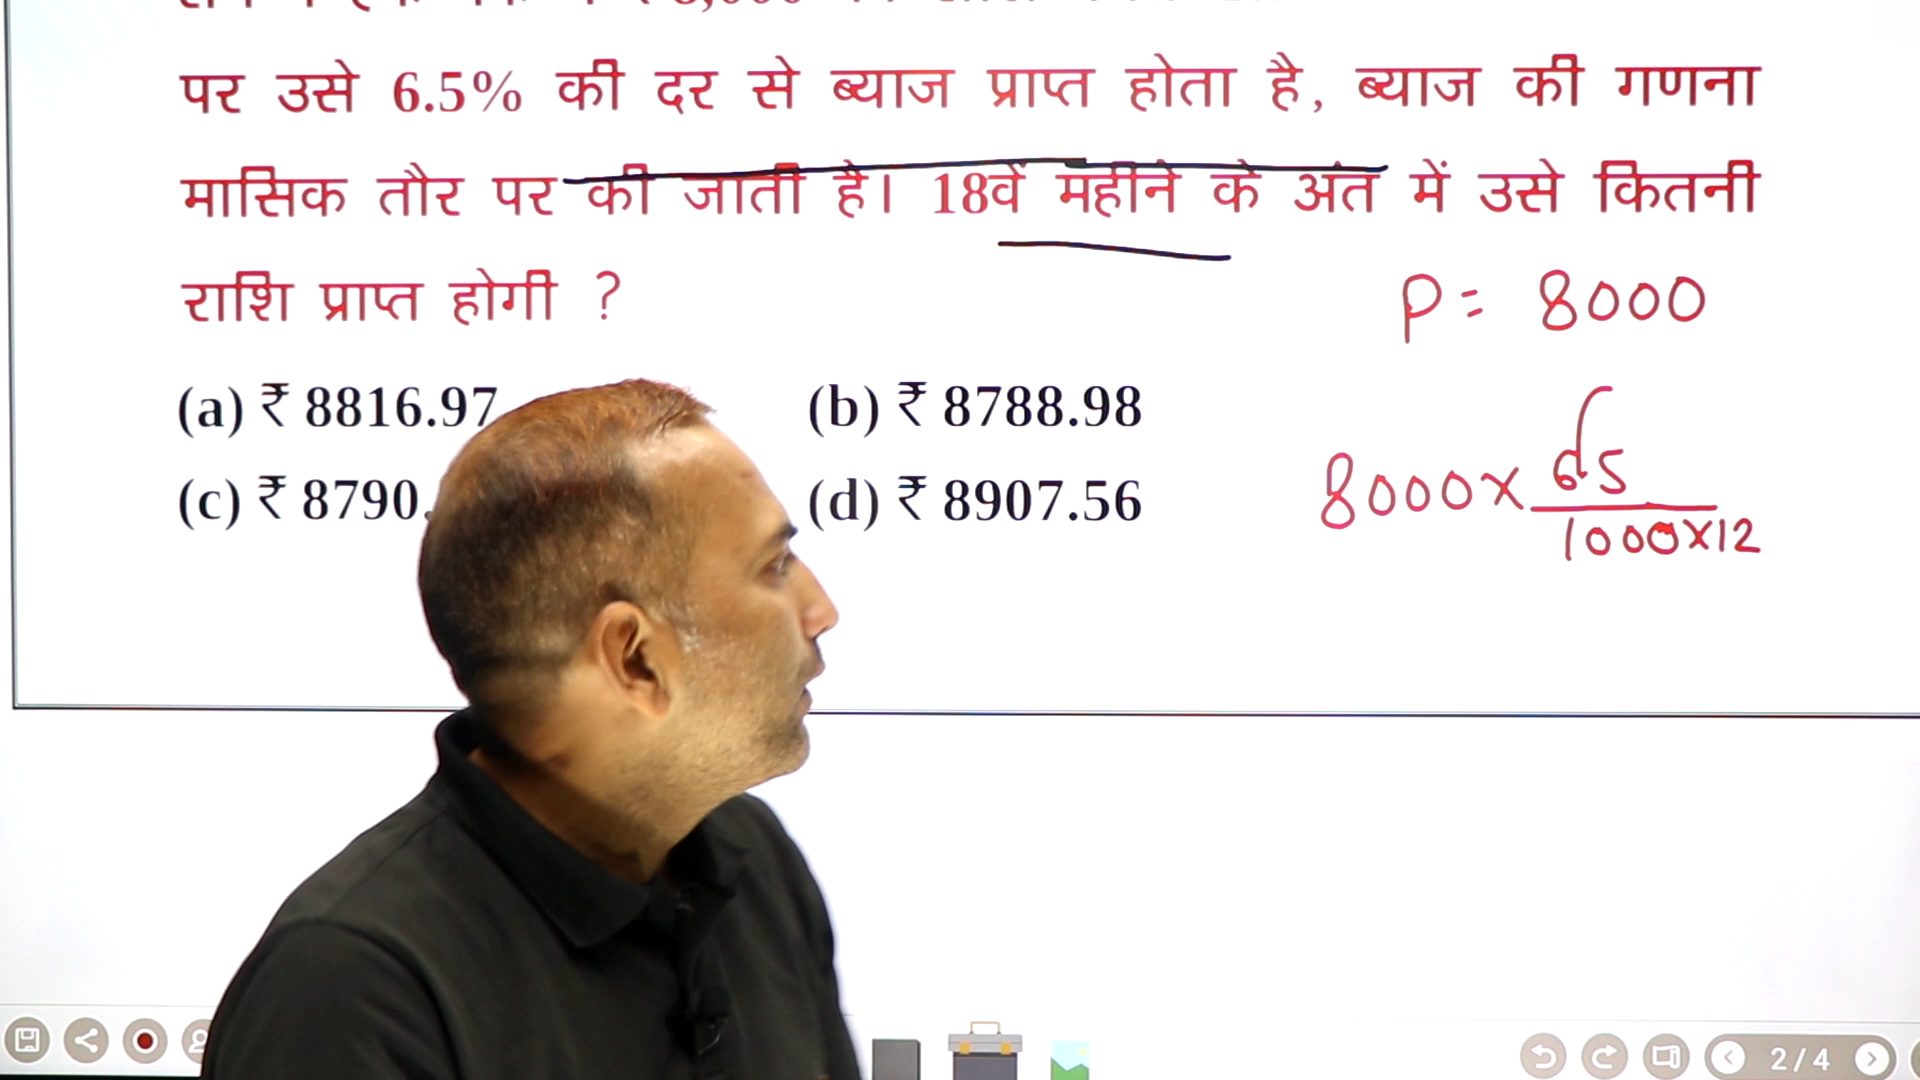 पर उसे 6.5% की दर से ब्याज प्राप्त होता है, ब्याज की गणना
मासिक तौर पर की जाती है। 18वें महीने के अंत में उसे कितनी
राशि प्राप्त होगी ?
P = 8000
(a) ₹ 8816.97
(b) ₹ 8788.98
(c) ₹ 8790.
(d) ₹ 8907.56
8000 × 65
1000×12
2/4